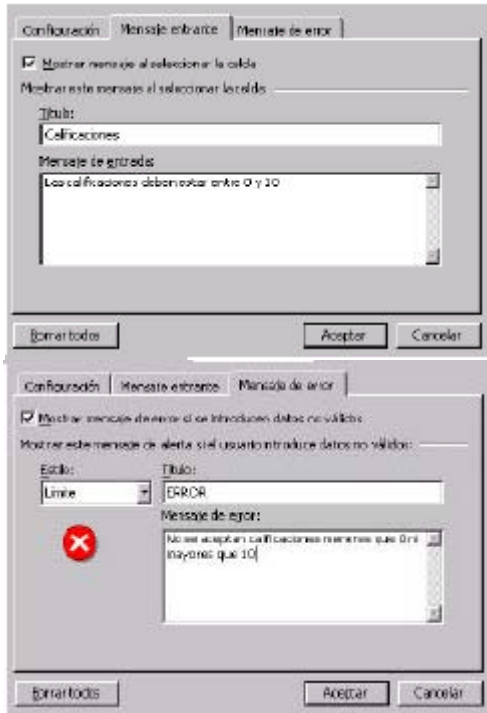 Configuración Mensaje entrante Mensaje de error
Mostrar mensaje al seleccionar la celda
Mostrar este mensaje al seleccionar la celda
Título:
Calificaciones
Mensaje de entrada:
Las calificaciones deben estar entre 0 y 10
Borrar todos Aceptar Cancelar
Configuración Mensaje entrante Mensaje de error
Mostrar mensaje de error si se introducen datos no válidos
Mostrar este mensaje de alerta si el usuario introduce datos no válidos:
Estilo: Título:
Límite ERROR
Mensaje de error:
No se aceptan calificaciones menores que 0 ni
mayores que 10
Borrar todos Aceptar Cancelar